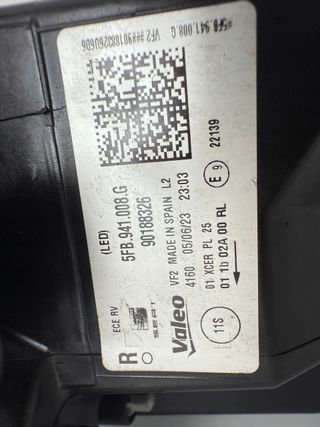 #5FB.941.008.G
VF2 ##90188326U606
(LED)
5FB.941.008.G
90188326
ECE RV
SEAT
R
Valeo
VF2 MADE IN SPAIN L2
4160 05/06/23 23:03
E 9 22139
01 XCER PL 25
01 1b 02A 00 RL
11S